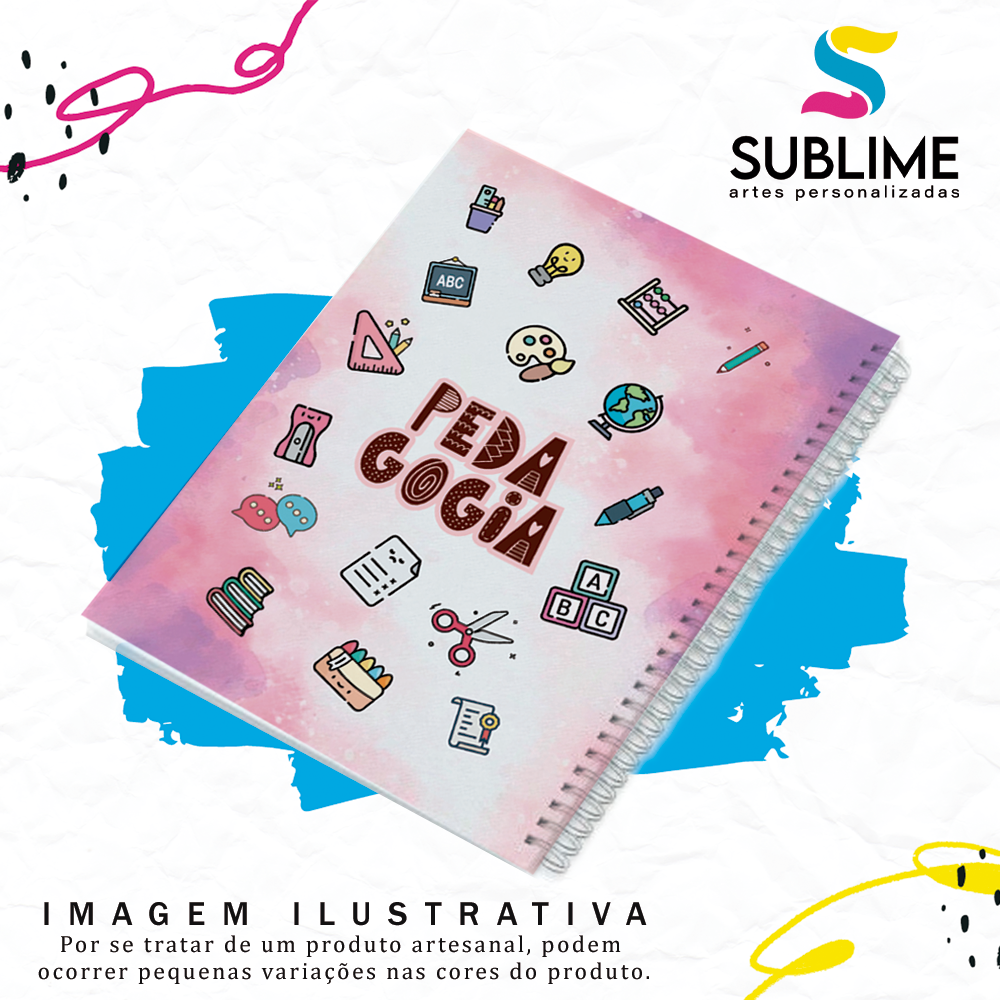 SUBLIME
artes personalizadas
ABC
PEDA
GOGiA
A
B C
IMAGEM ILUSTRATIVA
Por se tratar de um produto artesanal, podem
ocorrer pequenas variações nas cores do produto.